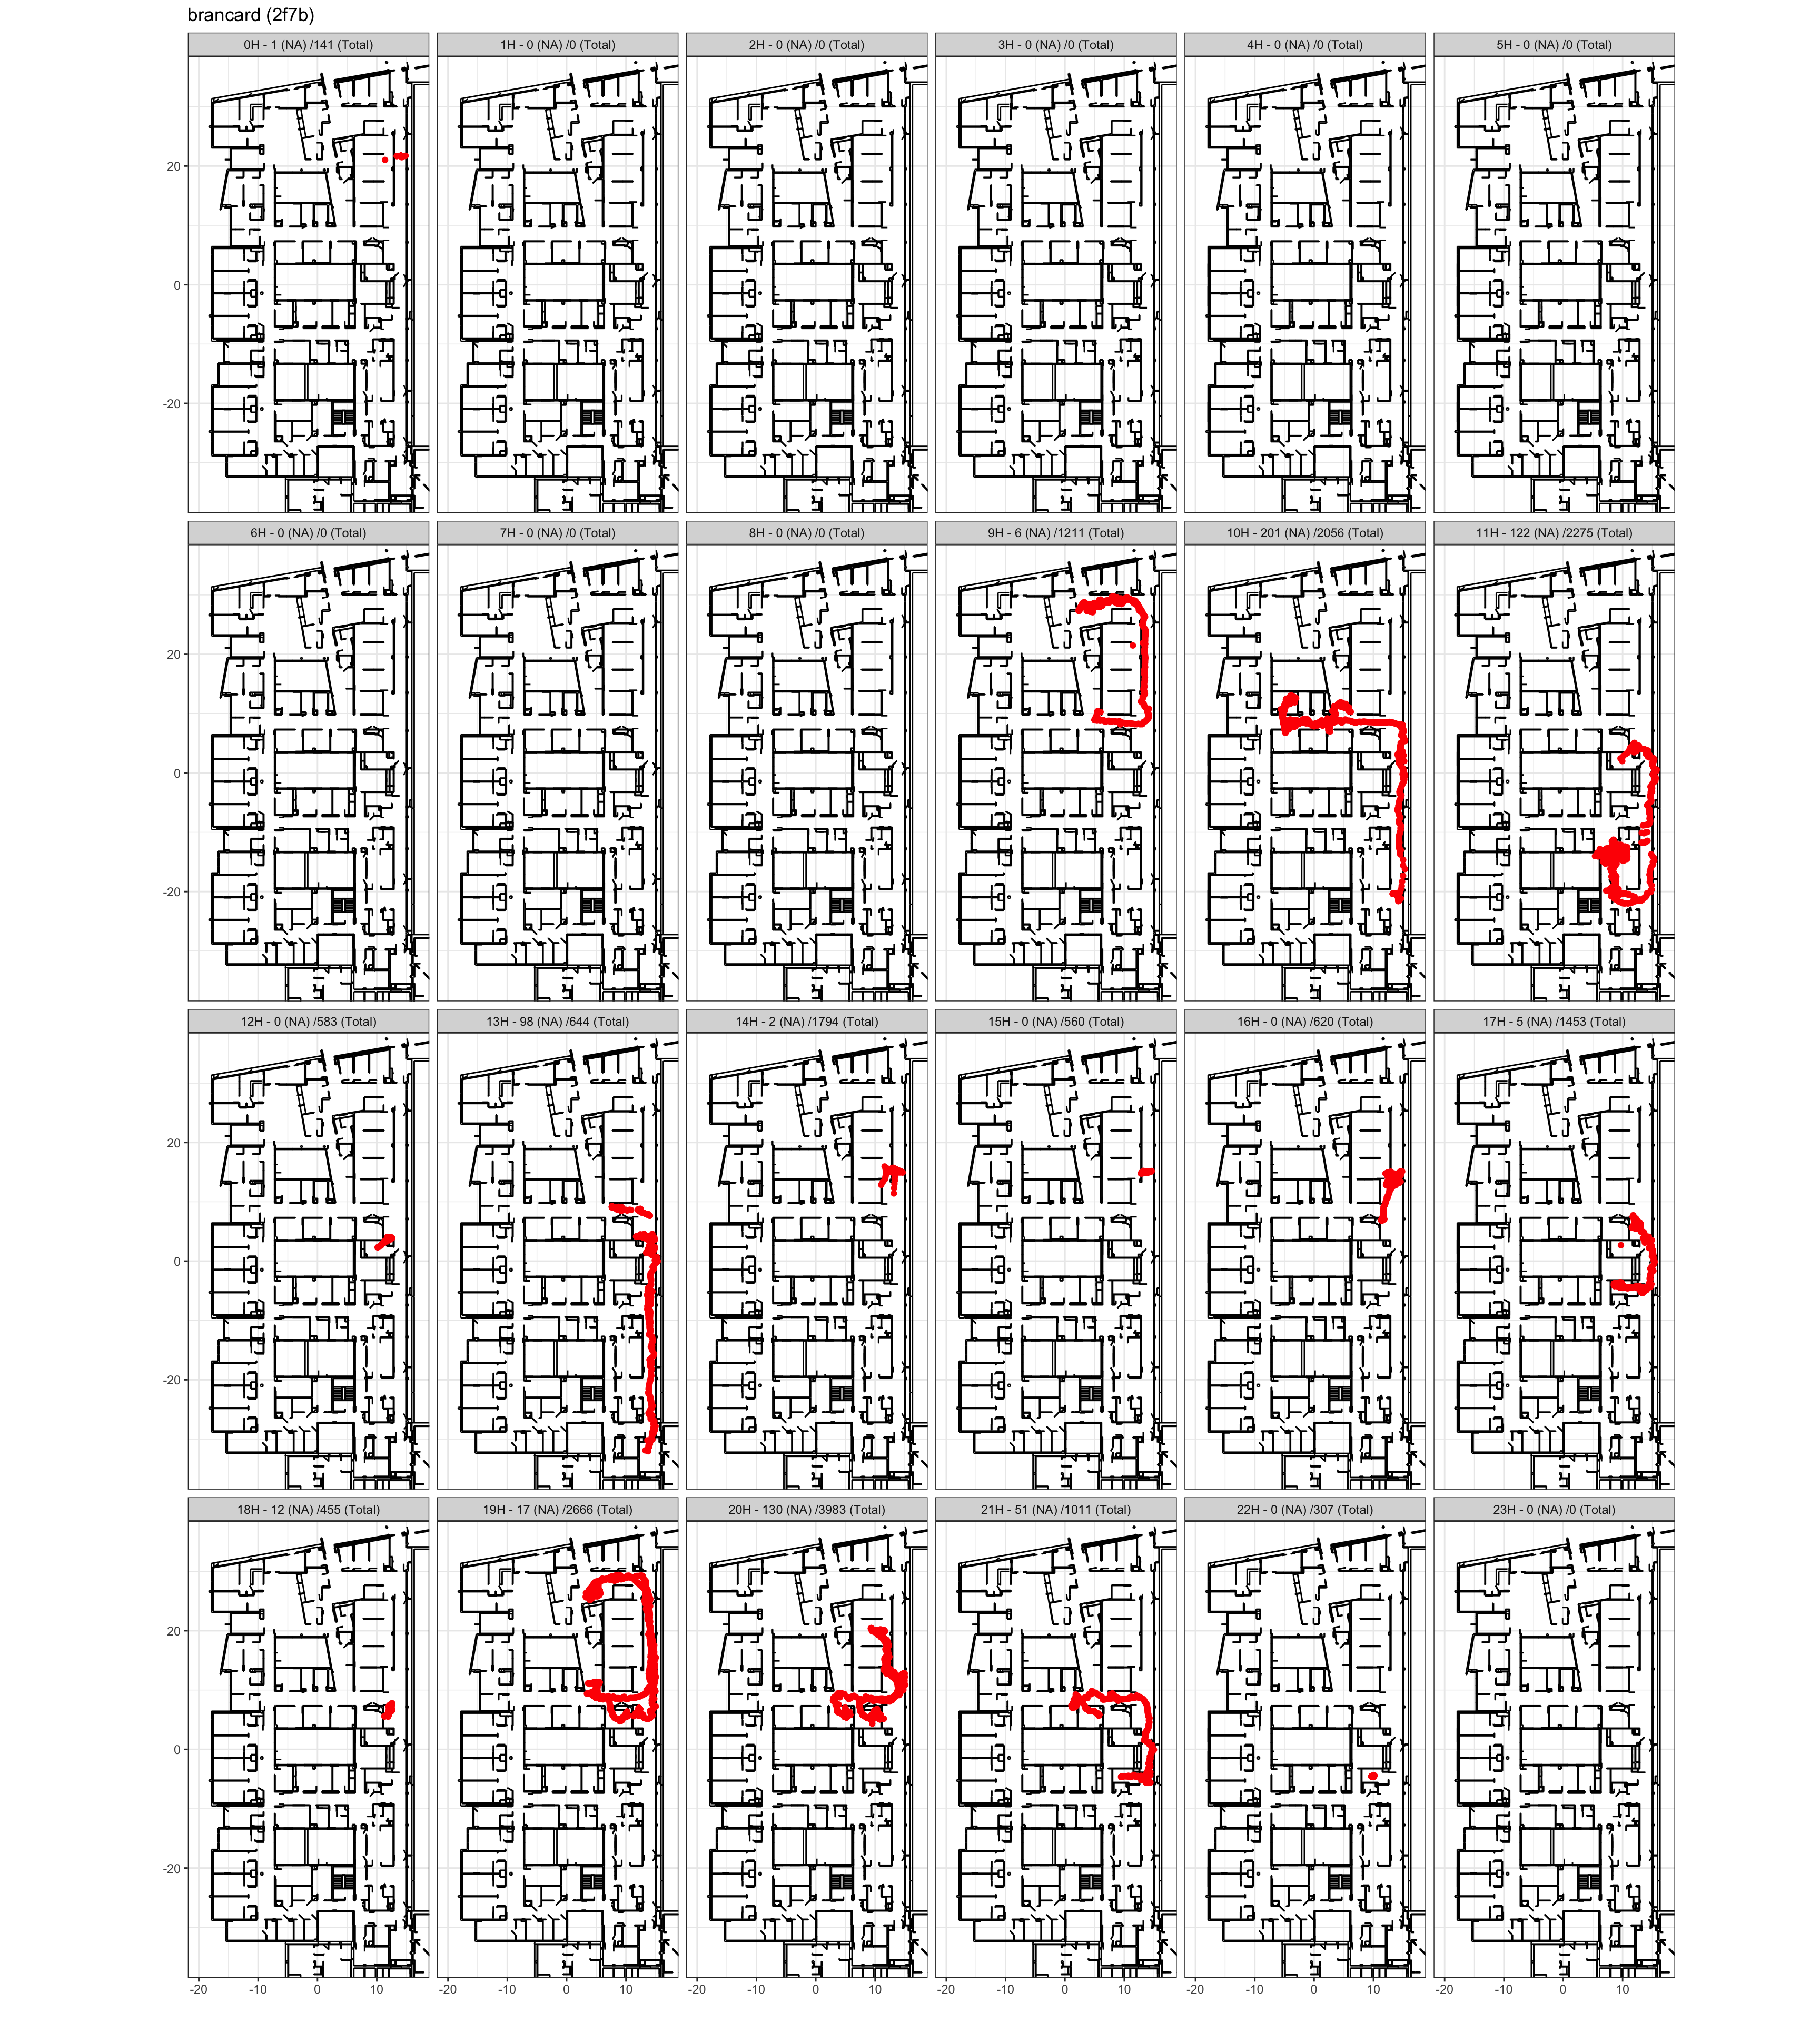 brancard (2f7b)
0H - 1 (NA) /141 (Total) 1H - 0 (NA) /0 (Total) 2H - 0 (NA) /0 (Total) 3H - 0 (NA) /0 (Total) 4H - 0 (NA) /0 (Total) 5H - 0 (NA) /0 (Total)
20
0
-20
6H - 0 (NA) /0 (Total) 7H - 0 (NA) /0 (Total) 8H - 0 (NA) /0 (Total) 9H - 6 (NA) /1211 (Total) 10H - 201 (NA) /2056 (Total) 11H - 122 (NA) /2275 (Total)
20
0
-20
12H - 0 (NA) /583 (Total) 13H - 98 (NA) /644 (Total) 14H - 2 (NA) /1794 (Total) 15H - 0 (NA) /560 (Total) 16H - 0 (NA) /620 (Total) 17H - 5 (NA) /1453 (Total)
20
0
-20
18H - 12 (NA) /455 (Total) 19H - 17 (NA) /2666 (Total) 20H - 130 (NA) /3983 (Total) 21H - 51 (NA) /1011 (Total) 22H - 0 (NA) /307 (Total) 23H - 0 (NA) /0 (Total)
20
0
-20
-20 -10 0 10 -20 -10 0 10 -20 -10 0 10 -20 -10 0 10 -20 -10 0 10 -20 -10 0 10